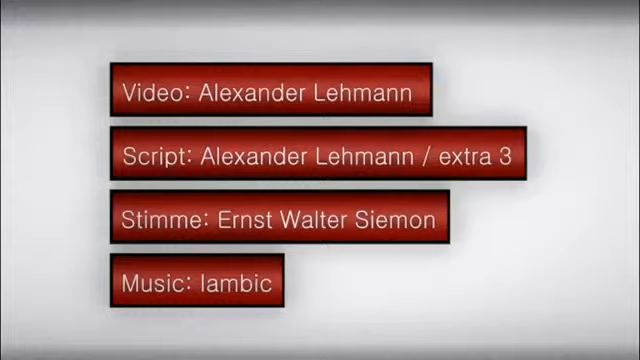 Video: Alexander Lehmann
Script: Alexander Lehmann / extra 3
Stimme: Ernst Walter Siemon
Music: Iambic